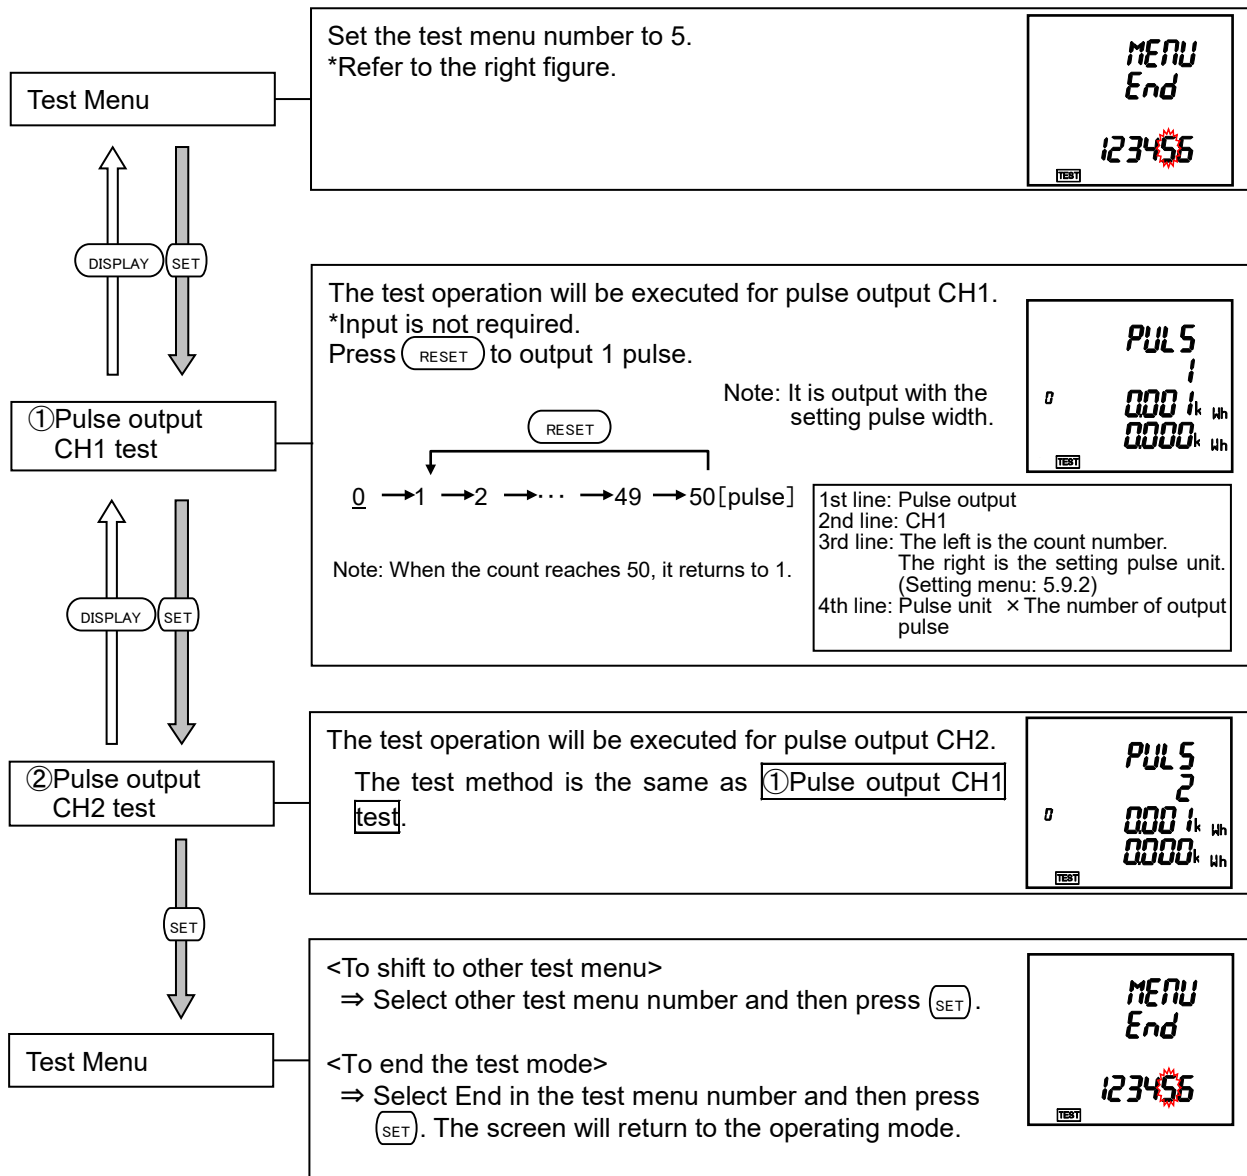 Test Menu
Set the test menu number to 5.
*Refer to the right figure.
MENU
End
123456
TEST
DISPLAY
SET
①Pulse output
CH1 test
The test operation will be executed for pulse output CH1.
*Input is not required.
Press RESET to output 1 pulse.
Note: It is output with the
setting pulse width.
RESET
0 →1 →2 →··· →49 →50[pulse]
Note: When the count reaches 50, it returns to 1.
PULS
1
0 0.001k Wh
0.000k Wh
TEST
1st line: Pulse output
2nd line: CH1
3rd line: The left is the count number.
The right is the setting pulse unit.
(Setting menu: 5.9.2)
4th line: Pulse unit ×The number of output
pulse
DISPLAY
SET
②Pulse output
CH2 test
The test operation will be executed for pulse output CH2.
The test method is the same as ①Pulse output CH1
test.
PULS
2
0 0.001k Wh
0.000k Wh
TEST
SET
Test Menu
<To shift to other test menu>
⇒ Select other test menu number and then press SET.
<To end the test mode>
⇒ Select End in the test menu number and then press
SET. The screen will return to the operating mode.
MENU
End
123456
TEST